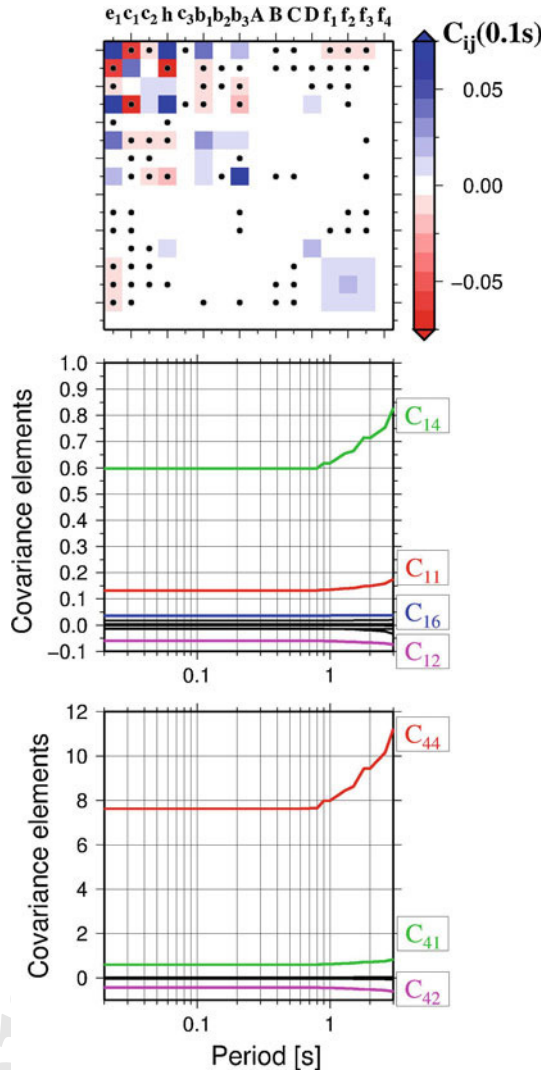 e₁ c₁ c₂ h c₃ b₁ b₂ b₃ A B C D f₁ f₂ f₃ f₄
C_ij(0.1s)
0.05
0.00
−0.05
1.0
0.9
0.8
0.7
0.6
0.5
0.4
0.3
0.2
0.1
0.0
−0.1
Covariance elements
C₁₄
C₁₁
C₁₆
C₁₂
0.1 1
12
10
8
6
4
2
0
Covariance elements
C₄₄
C₄₁
C₄₂
0.1 1
Period [s]